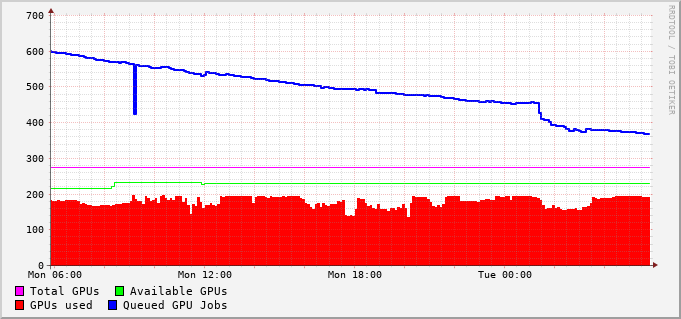 700
600
500
400
300
200
100
0
Mon 06:00 Mon 12:00 Mon 18:00 Tue 00:00
Total GPUs Available GPUs
GPUs used Queued GPU Jobs
RRDTOOL / TOBI OETIKER